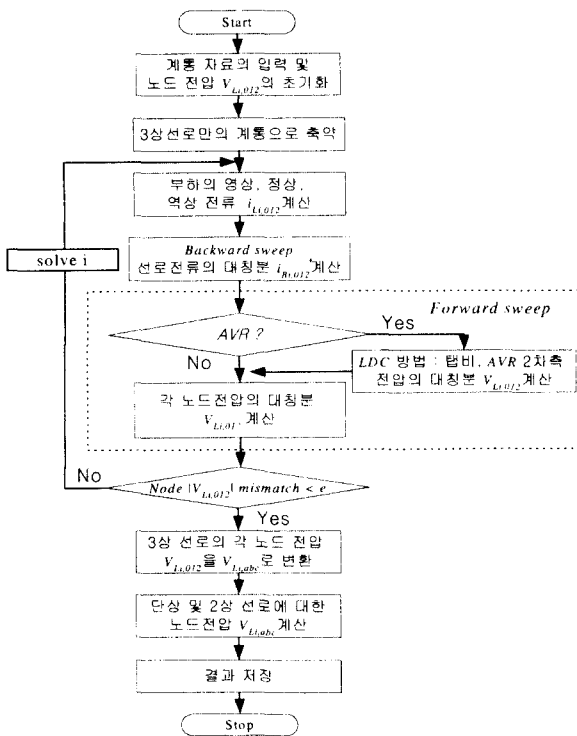 Start
계통 자료의 입력 및
노드 전압 V_{Li,012} 의 초기화
3상선로만의 계통으로 축약
부하의 영상, 정상,
역상 전류 i_{Li,012} 계산
solve i
Backward sweep
선로전류의 대칭분 i_{Bi,012} 계산
Forward sweep
AVR ?
Yes
No
LDC 방법 : 탭비, AVR 2차측
전압의 대칭분 V_{Li,012} 계산
각 노드전압의 대칭분
V_{Li,01} 계산
No
Node |V_{Li,012}| mismatch < e
Yes
3상 선로의 각 노드 전압
V_{Li,012}을 V_{Li,abc}로 변환
단상 및 2상 선로에 대한
노드전압 V_{Li,abc} 계산
결과 저장
Stop